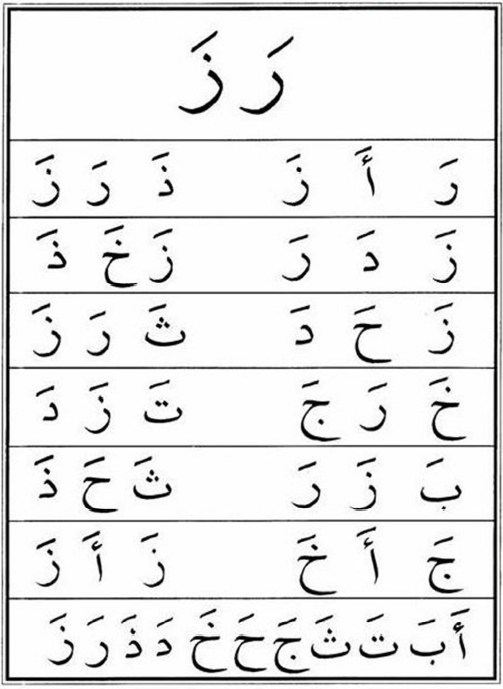 رَ زَ
رَ أَ زَ ذَ رَ زَ
زَ دَ رَ زَ خَ ذَ
زَ حَ دَ ثَ رَ زَ
خَ رَ جَ تَ زَ دَ
بَ زَ رَ ثَ حَ ذَ
جَ أَ خَ زَ أَ زَ
أَ بَ تَ ثَ جَ حَ خَ دَ ذَ رَ زَ